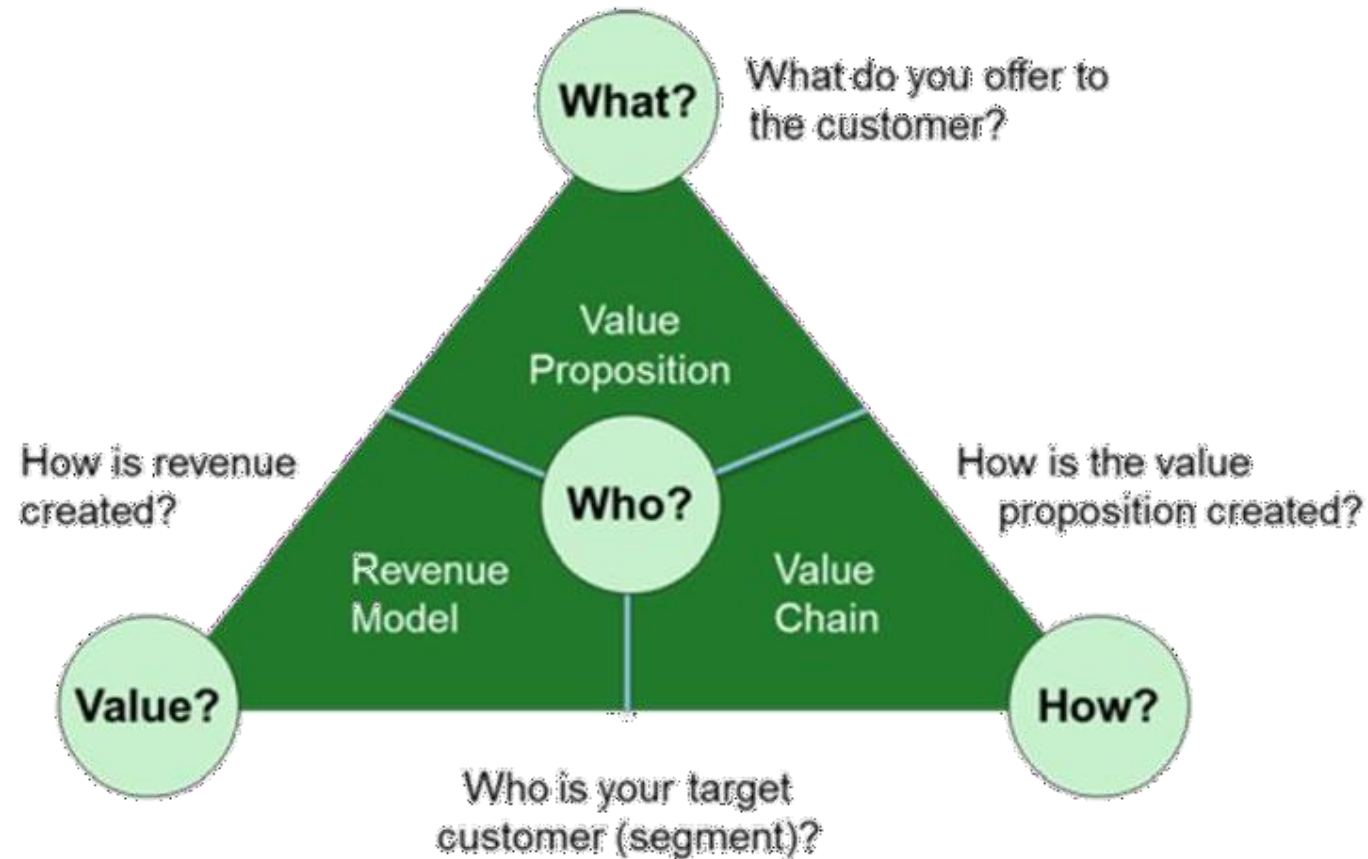 What?
What do you offer to
the customer?
Value
Proposition
How is revenue
created?
Who?
How is the value
proposition created?
Revenue
Model
Value
Chain
Value?
How?
Who is your target
customer (segment)?